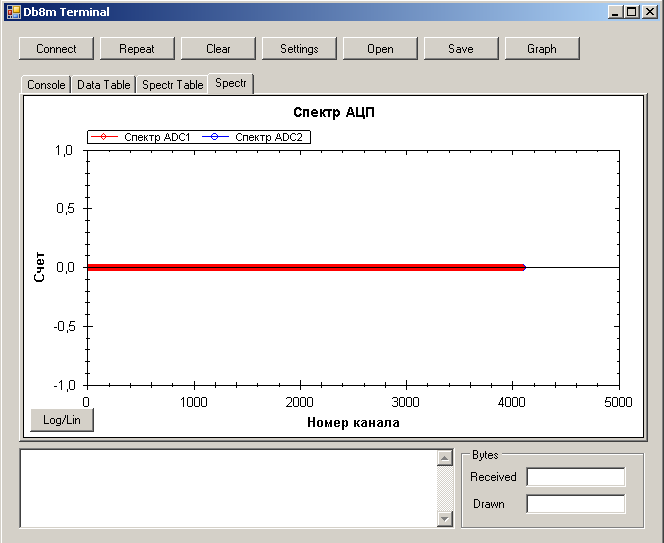 Db8m Terminal
Connect Repeat Clear Settings Open Save Graph
Console Data Table Spectr Table Spectr
Спектр АЦП
Спектр ADC1 Спектр ADC2
1,0
0,5
0,0
-0,5
-1,0
Счет
0 1000 2000 3000 4000 5000
Log/Lin
Номер канала
Bytes
Received
Drawn